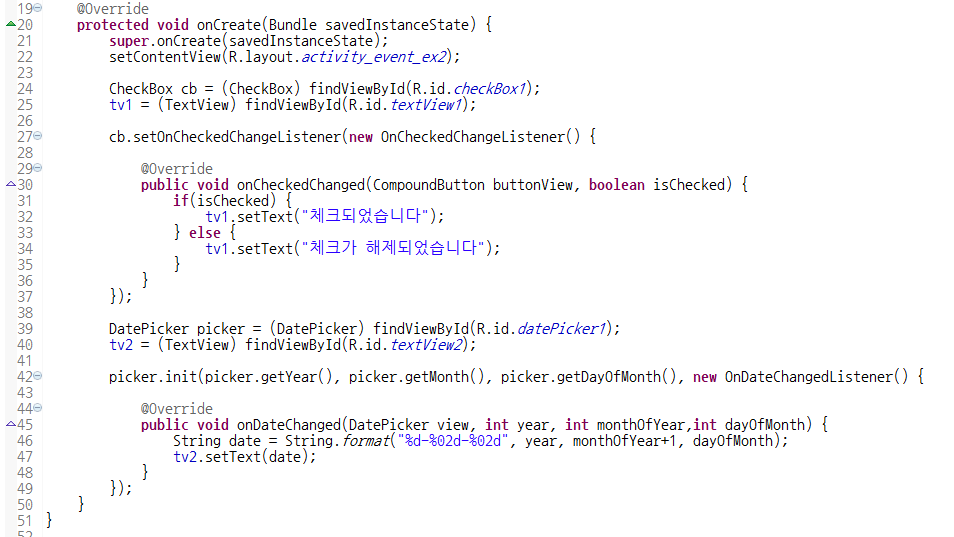 19 @Override
20 protected void onCreate(Bundle savedInstanceState) {
21 super.onCreate(savedInstanceState);
22 setContentView(R.layout.activity_event_ex2);
23
24 CheckBox cb = (CheckBox) findViewById(R.id.checkBox1);
25 tv1 = (TextView) findViewById(R.id.textView1);
26
27 cb.setOnCheckedChangeListener(new OnCheckedChangeListener() {
28
29 @Override
30 public void onCheckedChanged(CompoundButton buttonView, boolean isChecked) {
31 if(isChecked) {
32 tv1.setText("체크되었습니다");
33 } else {
34 tv1.setText("체크가 해제되었습니다");
35 }
36 }
37 });
38
39 DatePicker picker = (DatePicker) findViewById(R.id.datePicker1);
40 tv2 = (TextView) findViewById(R.id.textView2);
41
42 picker.init(picker.getYear(), picker.getMonth(), picker.getDayOfMonth(), new OnDateChangedListener() {
43
44 @Override
45 public void onDateChanged(DatePicker view, int year, int monthOfYear,int dayOfMonth) {
46 String date = String.format("%d-%02d-%02d", year, monthOfYear+1, dayOfMonth);
47 tv2.setText(date);
48 }
49 });
50 }
51 }
52